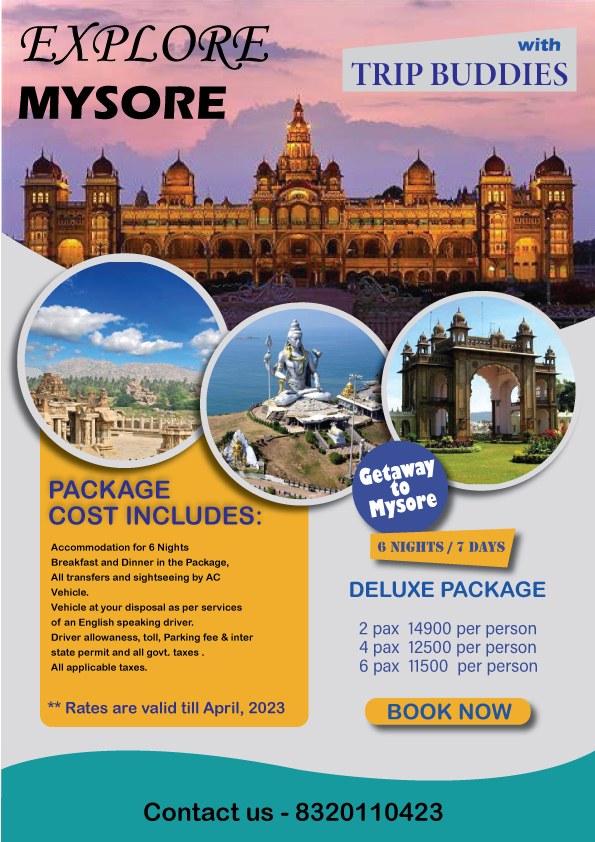 EXPLORE
MYSORE
with
TRIP BUDDIES
Getaway
to
Mysore
PACKAGE
COST INCLUDES:
Accommodation for 6 Nights
Breakfast and Dinner in the Package,
All transfers and sightseeing by AC
Vehicle.
Vehicle at your disposal as per services
of an English speaking driver.
Driver allowaness, toll, Parking fee & inter
state permit and all govt. taxes .
All applicable taxes.
** Rates are valid till April, 2023
6 NIGHTS / 7 DAYS
DELUXE PACKAGE
2 pax 14900 per person
4 pax 12500 per person
6 pax 11500 per person
BOOK NOW
Contact us - 8320110423